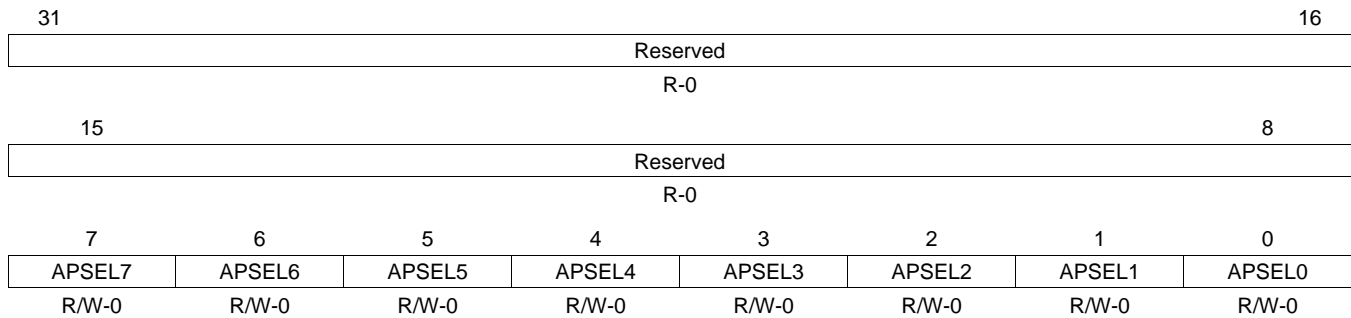 31 16
Reserved
R-0
15 8
Reserved
R-0
7 6 5 4 3 2 1 0
APSEL7 APSEL6 APSEL5 APSEL4 APSEL3 APSEL2 APSEL1 APSEL0
R/W-0 R/W-0 R/W-0 R/W-0 R/W-0 R/W-0 R/W-0 R/W-0